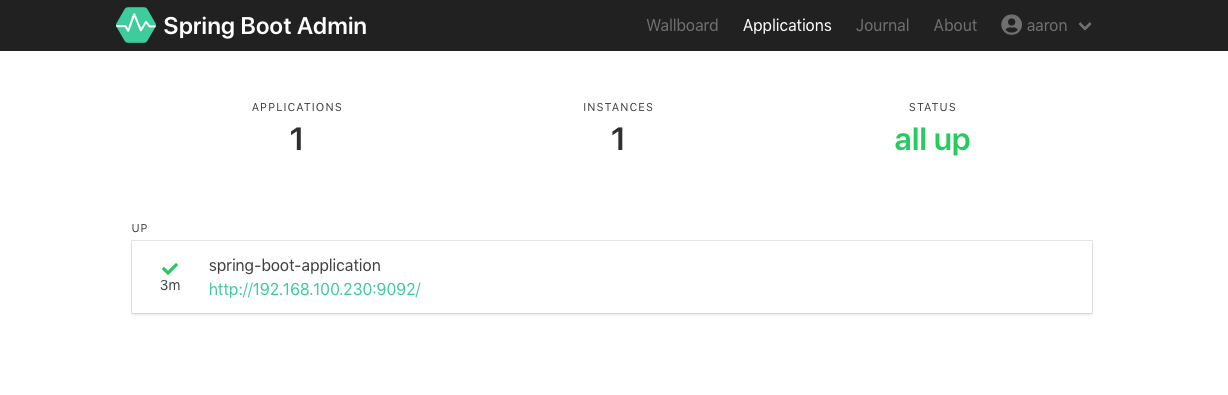 Spring Boot Admin Wallboard Applications Journal About aaron
APPLICATIONS INSTANCES STATUS
1 1 all up
UP
spring-boot-application
3m
http://192.168.100.230:9092/